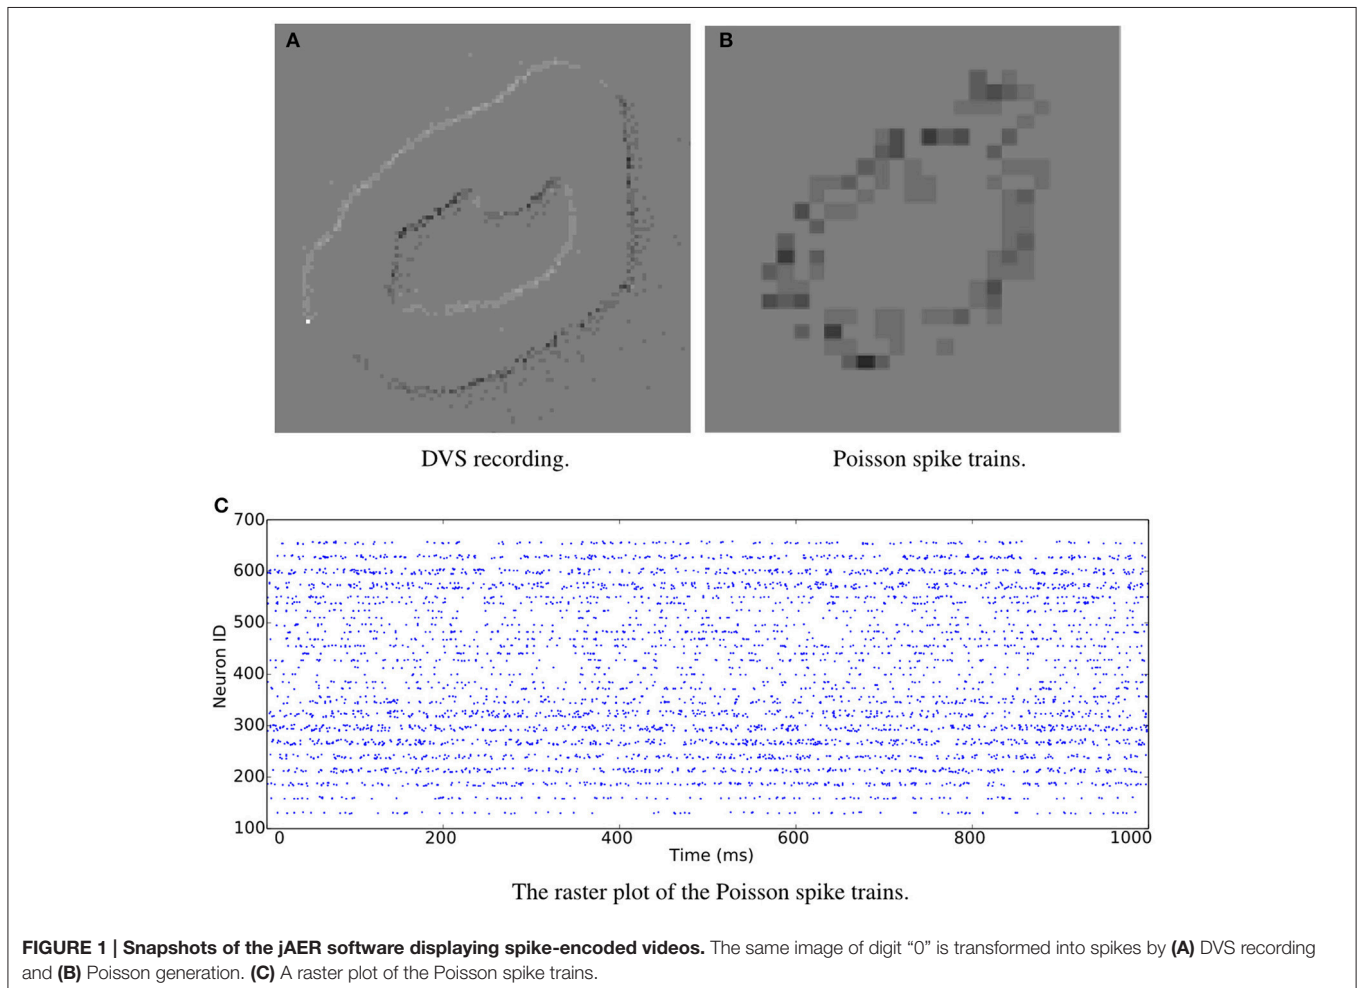 A
B
DVS recording.
Poisson spike trains.
C
700
600
500
400
300
200
100
Neuron ID
0 200 400 600 800 1000
Time (ms)
The raster plot of the Poisson spike trains.
FIGURE 1 | Snapshots of the jAER software displaying spike-encoded videos. The same image of digit “0” is transformed into spikes by (A) DVS recording
and (B) Poisson generation. (C) A raster plot of the Poisson spike trains.